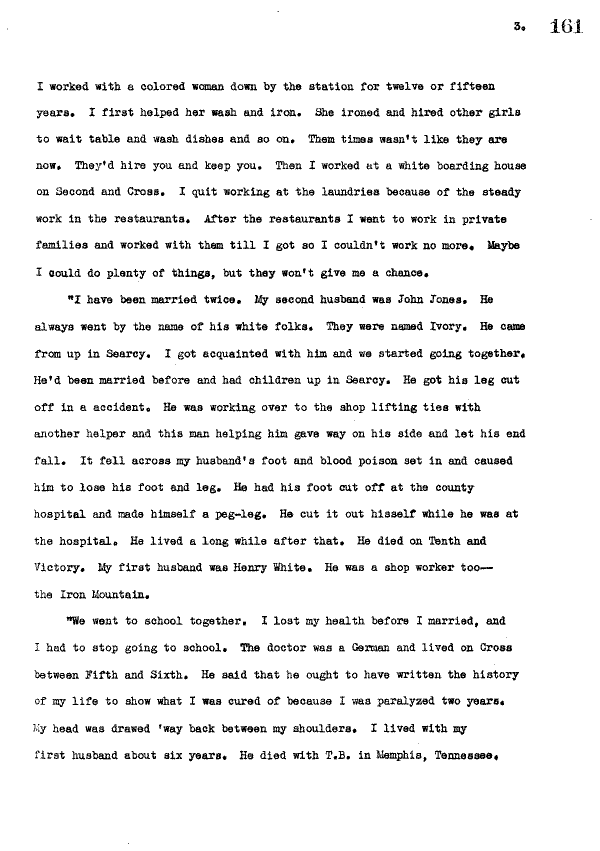 3. 161
I worked with a colored woman down by the station for twelve or fifteen
years. I first helped her wash and iron. She ironed and hired other girls
to wait table and wash dishes and so on. Them times wasn't like they are
now. They'd hire you and keep you. Then I worked at a white boarding house
on Second and Cross. I quit working at the laundries because of the steady
work in the restaurants. After the restaurants I went to work in private
families and worked with them till I got so I couldn't work no more. Maybe
I could do plenty of things, but they won't give me a chance.
"I have been married twice. My second husband was John Jones. He
always went by the name of his white folks. They were named Ivory. He came
from up in Searcy. I got acquainted with him and we started going together.
He'd been married before and had children up in Searcy. He got his leg cut
off in a accident. He was working over to the shop lifting ties with
another helper and this man helping him gave way on his side and let his end
fall. It fell across my husband's foot and blood poison set in and caused
him to lose his foot and leg. He had his foot cut off at the county
hospital and made himself a peg-leg. He cut it out hisself while he was at
the hospital. He lived a long while after that. He died on Tenth and
Victory. My first husband was Henry White. He was a shop worker too—
the Iron Mountain.
"We went to school together. I lost my health before I married, and
I had to stop going to school. The doctor was a German and lived on Cross
between Fifth and Sixth. He said that he ought to have written the history
of my life to show what I was cured of because I was paralyzed two years.
My head was drawed 'way back between my shoulders. I lived with my
first husband about six years. He died with T.B. in Memphis, Tennessee.